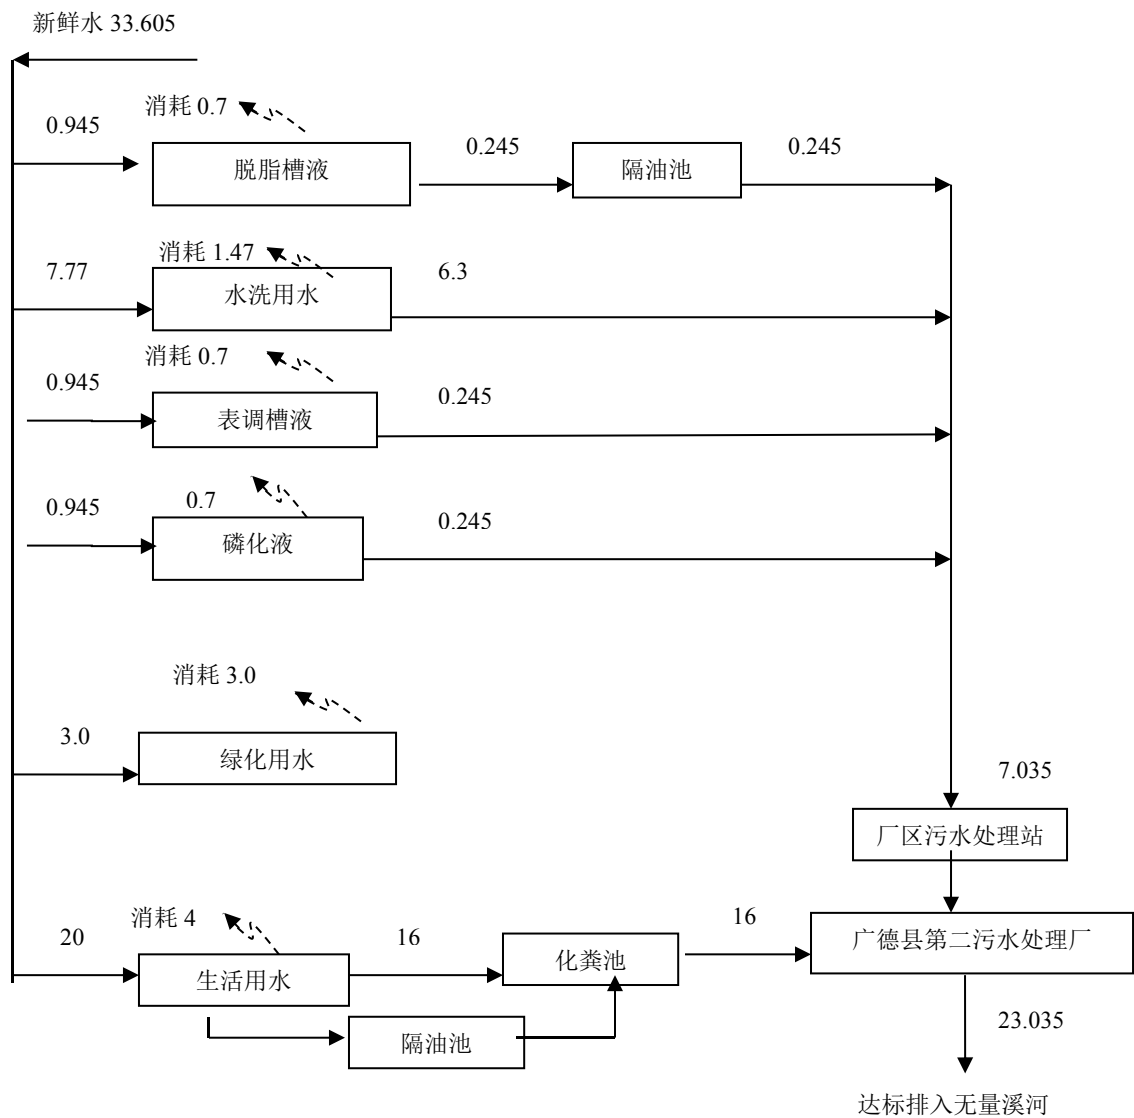 新鲜水 33.605
消耗 0.7
0.945
脱脂槽液
0.245
隔油池
0.245
消耗 1.47
7.77
水洗用水
6.3
消耗 0.7
0.945
表调槽液
0.245
0.945
0.7
磷化液
0.245
消耗 3.0
3.0
绿化用水
7.035
厂区污水处理站
消耗 4
20
生活用水
16
化粪池
16
广德县第二污水处理厂
隔油池
23.035
达标排入无量溪河